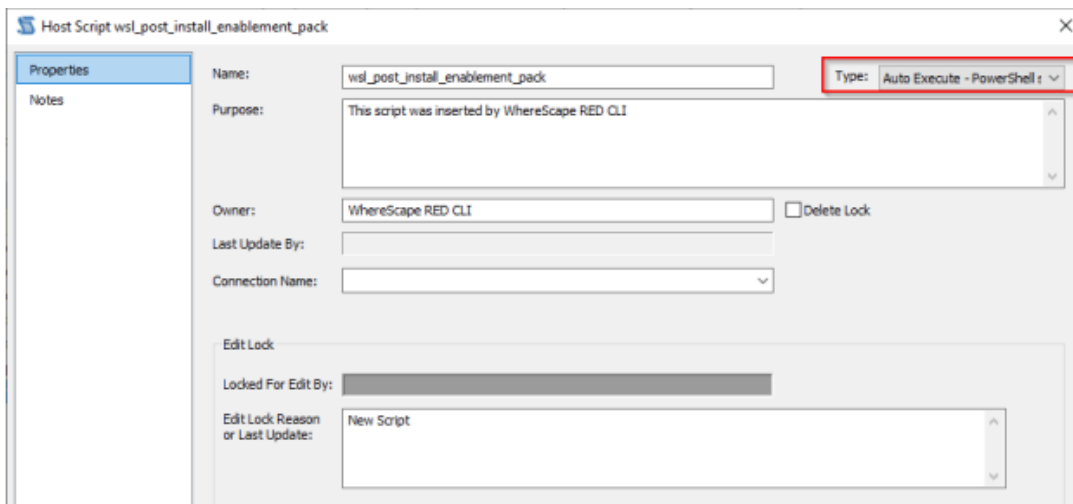 Host Script wsl_post_install_enablement_pack
Properties
Notes
Name: wsl_post_install_enablement_pack Type: Auto Execute - PowerShell
Purpose: This script was inserted by WhereScape RED CLI
Owner: WhereScape RED CLI Delete Lock
Last Update By:
Connection Name:
Edit Lock
Locked For Edit By:
Edit Lock Reason New Script
or Last Update: